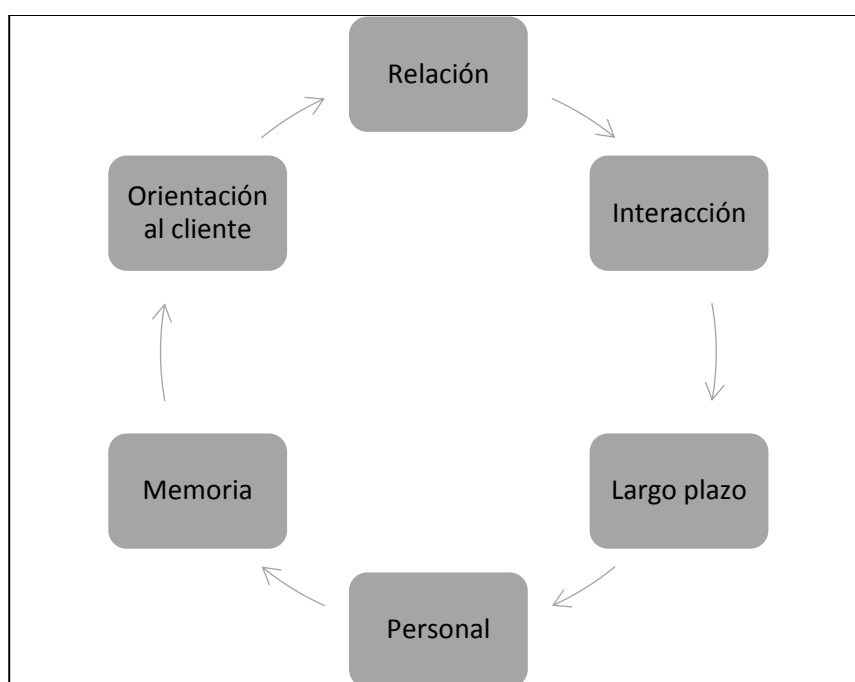 Relación
Interacción
Largo plazo
Personal
Memoria
Orientación
al cliente